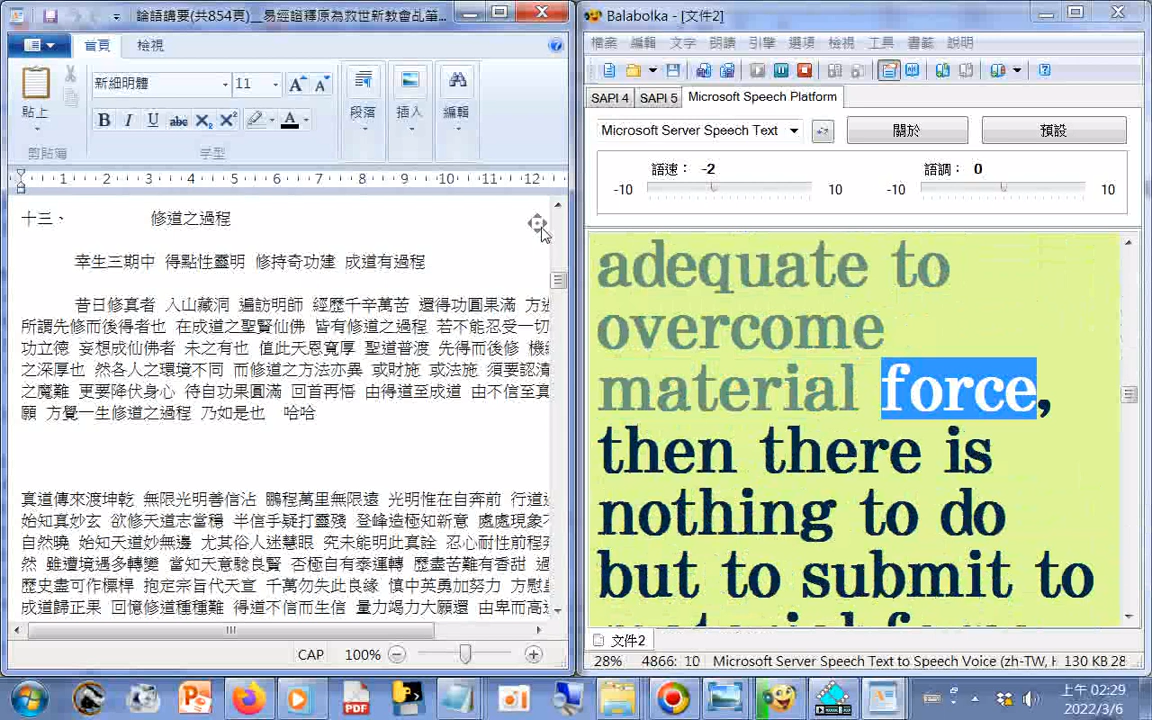 論語講要(共854頁)__易經證釋原為救世新教會乩筆...
首頁 檢視
新細明體 11
貼上
段落 插入 編輯
剪貼簿 字型
1 2 3 4 5 6 7 8 9 10 11 12
十三、 修道之過程
幸生三期中 得點性靈明 修持奇功建 成道有過程
昔日修真者 入山藏洞 遍訪明師 經歷千辛萬苦 還得功圓果滿 方
所謂先修而後得者也 在成道之聖賢仙佛 皆有修道之過程 若不能忍受一切
功立德 妄想成仙佛者 未之有也 值此天恩寬厚 聖道普渡 先得而後修 機
之深厚也 然各人之環境不同 而修道之方法亦異 或財施 或法施 須要認清
之魔難 更要降伏身心 待自功果圓滿 回首再悟 由得道至成道 由不信至真
願 方覺一生修道之過程 乃如是也 哈哈
真道傳來渡坤乾 無限光明善信沾 鵬程萬里無限遠 光明惟在自奔前 行道
始知真妙玄 欲修天道志當穩 半信半疑打靈殘 登峰造極知新意 處處現象
自然曉 始知天道妙無邊 尤其俗人迷慧眼 究未能明此真詮 忍心耐性前程
然 雖遭境遇多轉變 當知天意驗良賢 否極自有泰運轉 歷盡苦難有香甜
歷史盡可作標桿 抱定宗旨代天宣 千萬勿失此良緣 慎中英勇加努力 方慰
成道歸正果 回憶修道種種難 得道不信而生信 量力竭力大願還 由卑而高
CAP 100%
Balabolka - [文件2]
檔案 編輯 文字 朗讀 引擎 選項 檢視 工具 書籤 說明
SAPI 4 SAPI 5 Microsoft Speech Platform
Microsoft Server Speech Text 關於 預設
語速： -2 語調： 0
-10 10 -10 10
adequate to
overcome
material force,
then there is
nothing to do
but to submit to
material force
文件2
28% 4866: 10 Microsoft Server Speech Text to Speech Voice (zh-TW, H 130 KB 28
上午 02:29
2022/3/6